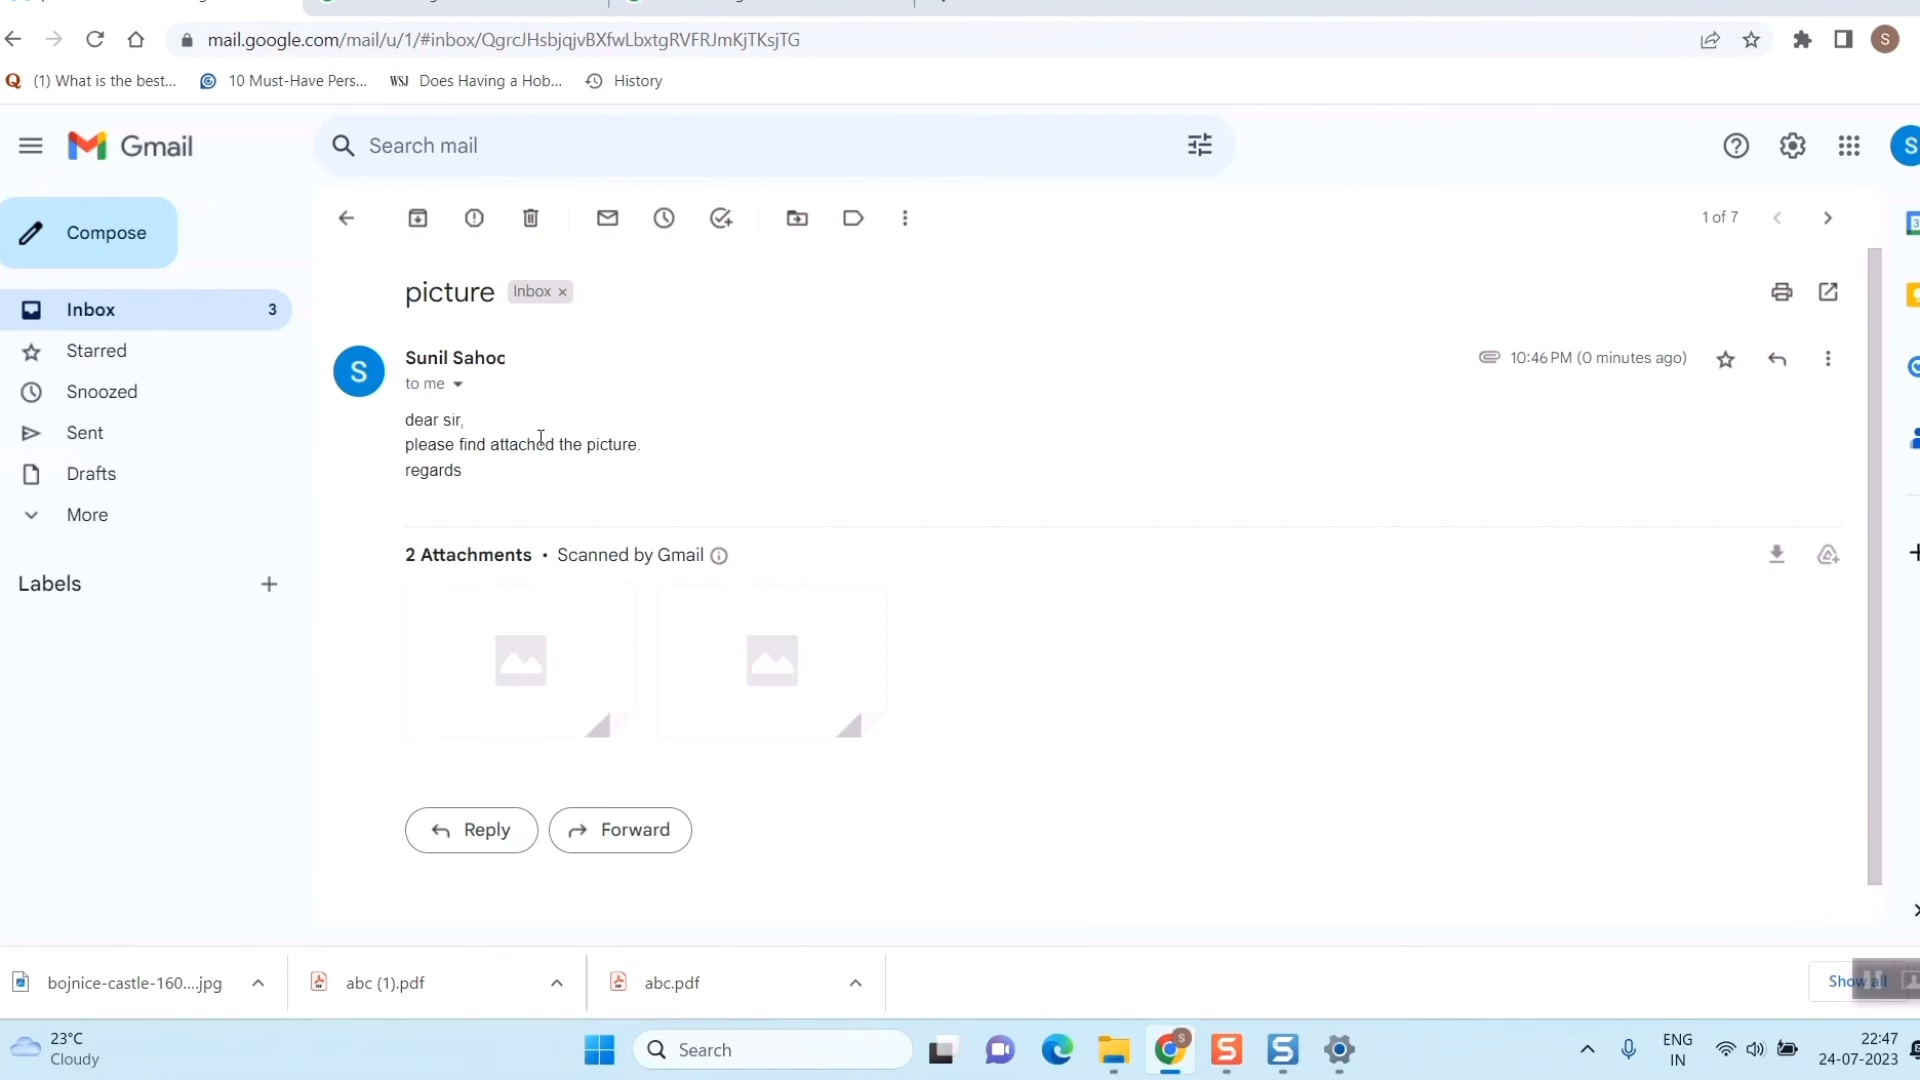 mail.google.com/mail/u/1/#inbox/QgrcJHsbjqjvBXfwLbxtgRVFRJmKjTKsjTG
S
(1) What is the best...
10 Must-Have Pers...
WSJ Does Having a Hob...
History
Gmail
Search mail
S
Compose
1 of 7
picture
Inbox ×
Inbox 3
Starred
Snoozed
Sent
Drafts
More
Labels
S
Sunil Sahoo
10:46 PM (0 minutes ago)
to me
dear sir,
please find attached the picture.
regards
2 Attachments • Scanned by Gmail
Reply
Forward
bojnice-castle-160....jpg
abc (1).pdf
abc.pdf
Show all
23°C
Cloudy
Search
ENG
IN
22:47
24-07-2023